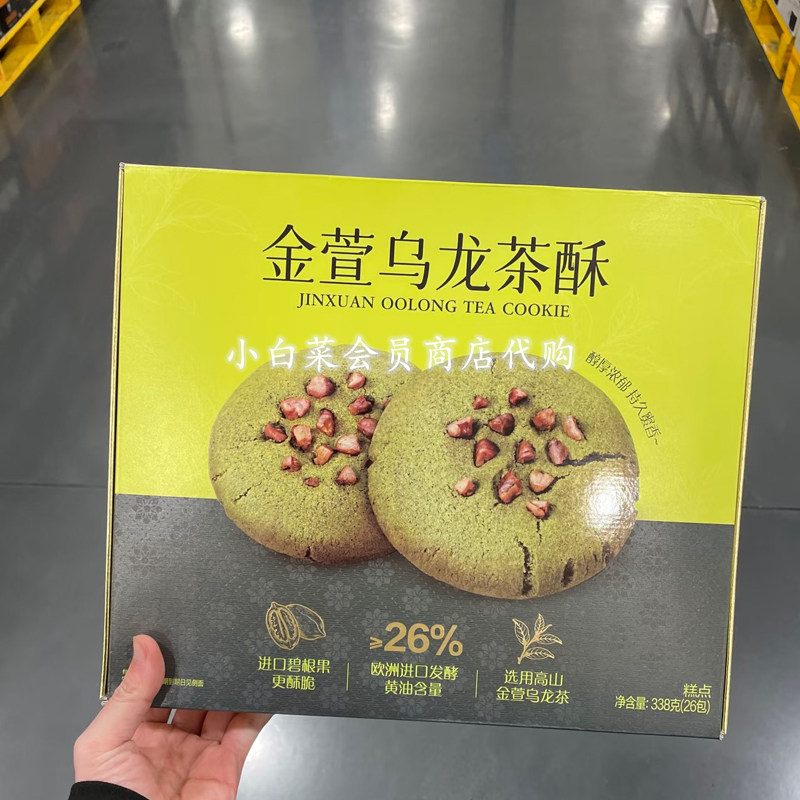 金萱乌龙茶酥
JINXUAN OOLONG TEA COOKIE
小白菜会员商店代购
醇厚浓郁 持久萦香~
进口碧根果
更酥脆
≥26%
欧洲进口发酵
黄油含量
选用高山
金萱乌龙茶
糕点
净含量: 338克(26包)